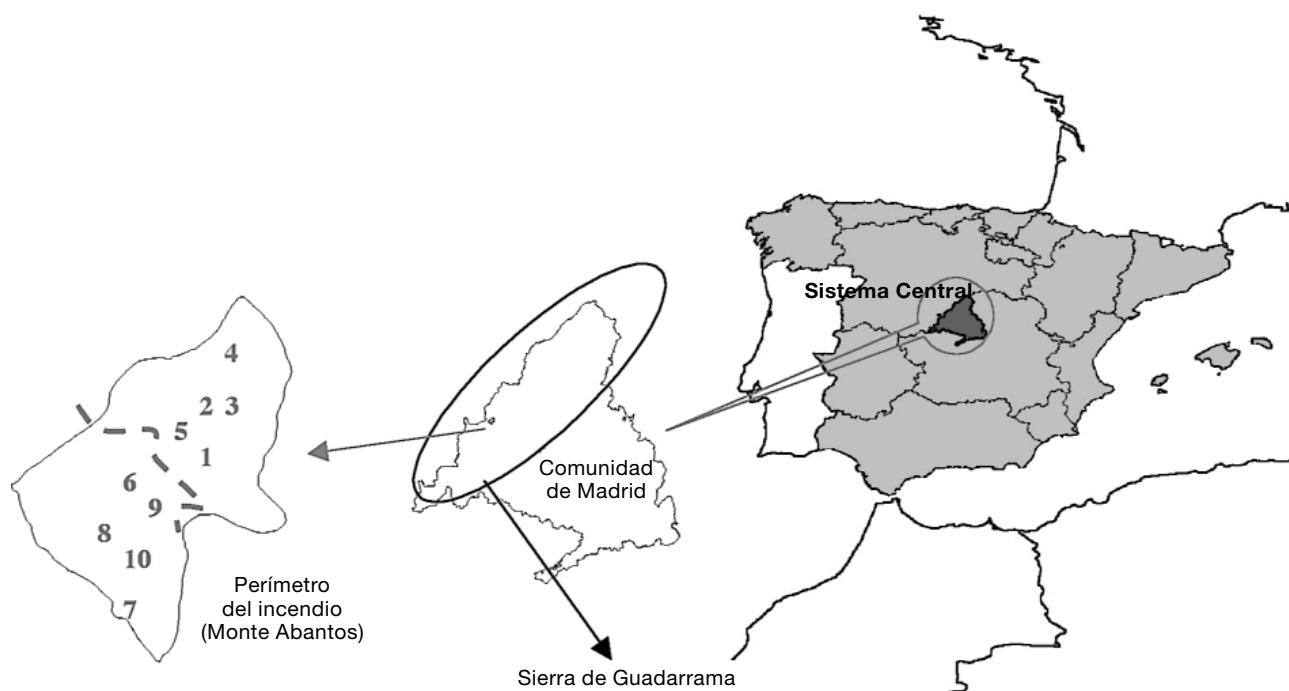 Sistema Central
4
2 3
5
1
6
9
8
10
7
Comunidad
de Madrid
Perímetro
del incendio
(Monte Abantos)
Sierra de Guadarrama